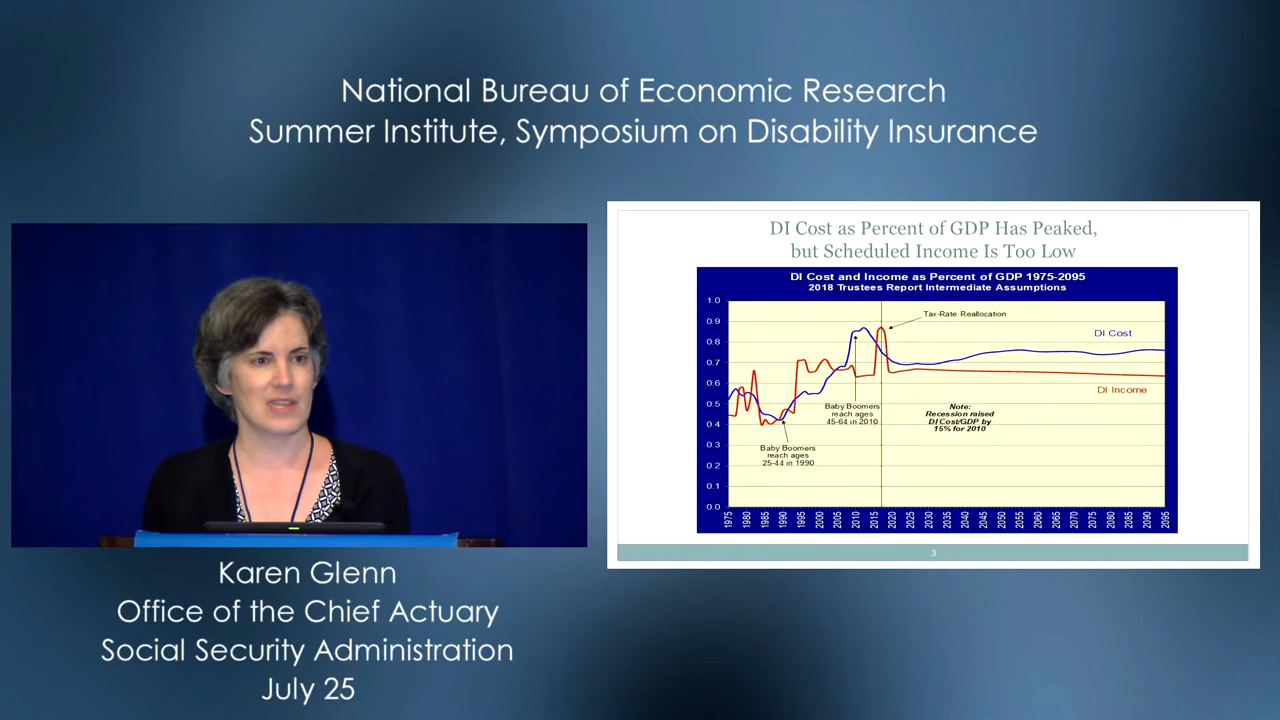 National Bureau of Economic Research
Summer Institute, Symposium on Disability Insurance
DI Cost as Percent of GDP Has Peaked,
but Scheduled Income Is Too Low
DI Cost and Income as Percent of GDP 1975-2095
2018 Trustees Report Intermediate Assumptions
1.0
0.9
0.8
0.7
0.6
0.5
0.4
0.3
0.2
0.1
0.0
Tax-Rate Reallocation
DI Cost
DI Income
Baby Boomers
reach ages
45-64 in 2010
Note:
Recession raised
DI Cost/GDP by
15% for 2010
Baby Boomers
reach ages
25-44 in 1990
1975 1980 1985 1990 1995 2000 2005 2010 2015 2020 2025 2030 2035 2040 2045 2050 2055 2060 2065 2070 2075 2080 2085 2090 2095
3
Karen Glenn
Office of the Chief Actuary
Social Security Administration
July 25